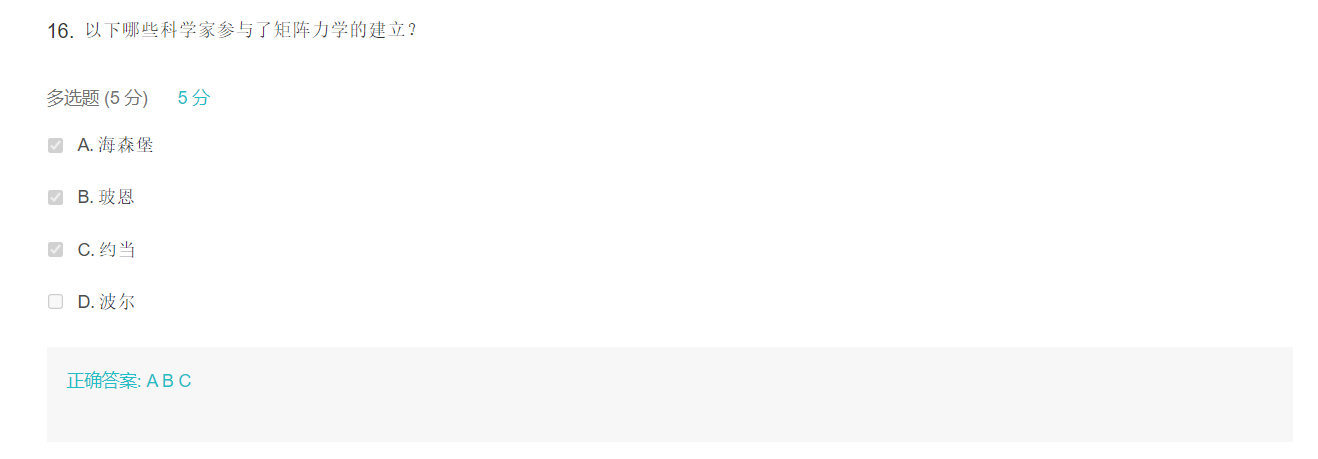 16. 以下哪些科学家参与了矩阵力学的建立?
多选题 (5 分) 5 分
A. 海森堡
B. 玻恩
C. 约当
D. 波尔
正确答案: A B C